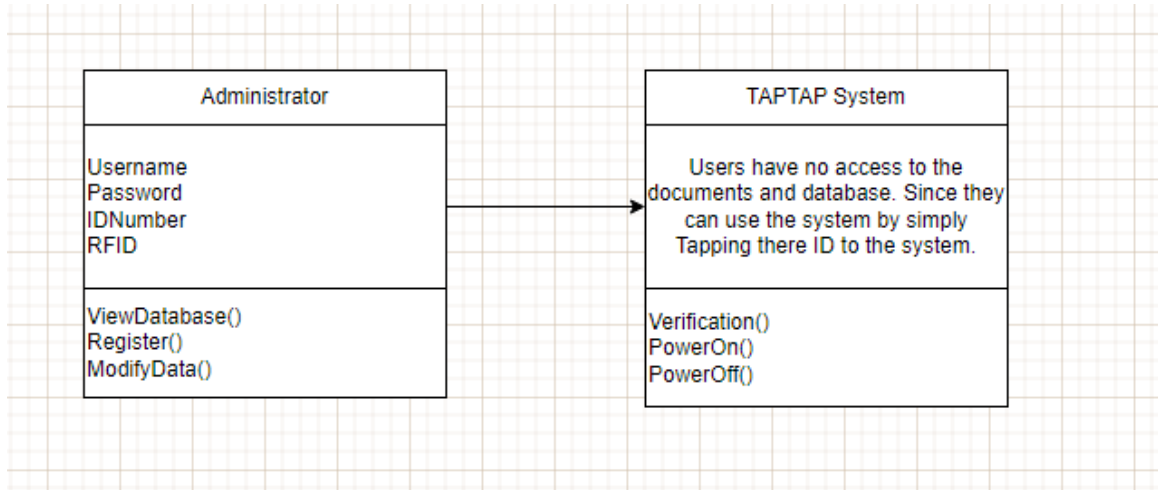 Administrator
Username
Password
IDNumber
RFID
ViewDatabase()
Register()
ModifyData()
TAPTAP System
Users have no access to the
documents and database. Since they
can use the system by simply
Tapping there ID to the system.
Verification()
PowerOn()
PowerOff()